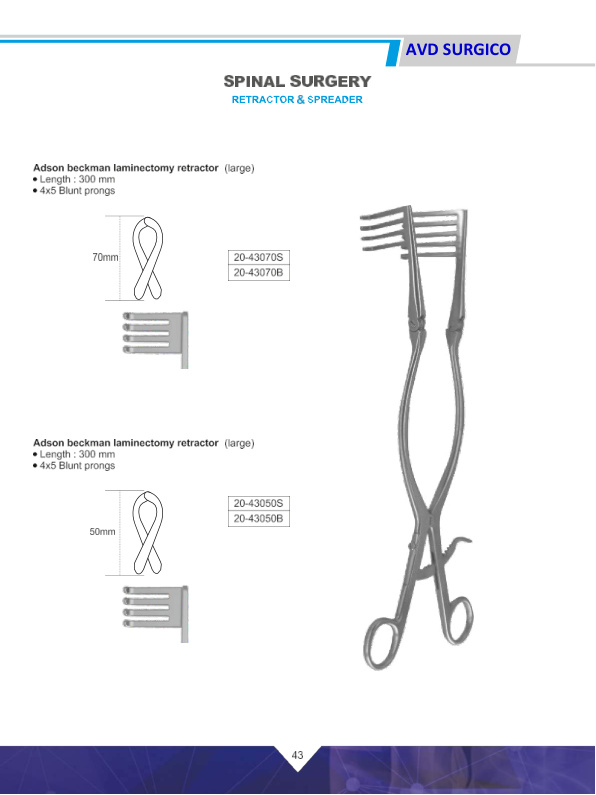 AVD SURGICO
SPINAL SURGERY
RETRACTOR & SPREADER
Adson beckman laminectomy retractor (large)
• Length : 300 mm
• 4x5 Blunt prongs
70mm
20-43070S
20-43070B
Adson beckman laminectomy retractor (large)
• Length : 300 mm
• 4x5 Blunt prongs
50mm
20-43050S
20-43050B
43